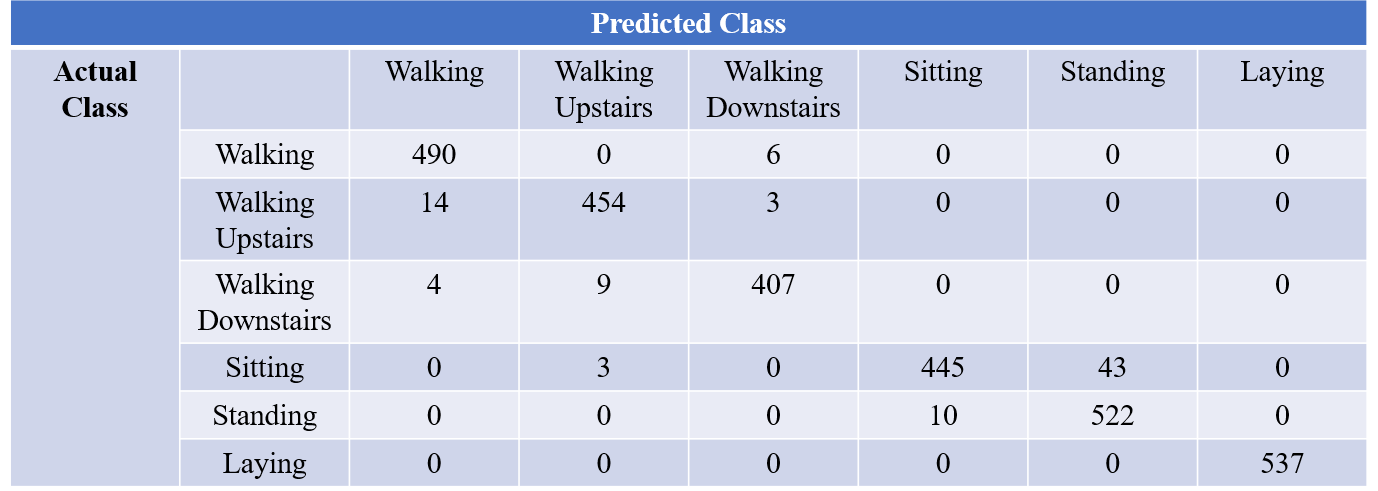 Predicted Class
Actual Class Walking Walking Upstairs Walking Downstairs Sitting Standing Laying
Walking 490 0 6 0 0 0
Walking Upstairs 14 454 3 0 0 0
Walking Downstairs 4 9 407 0 0 0
Sitting 0 3 0 445 43 0
Standing 0 0 0 10 522 0
Laying 0 0 0 0 0 537